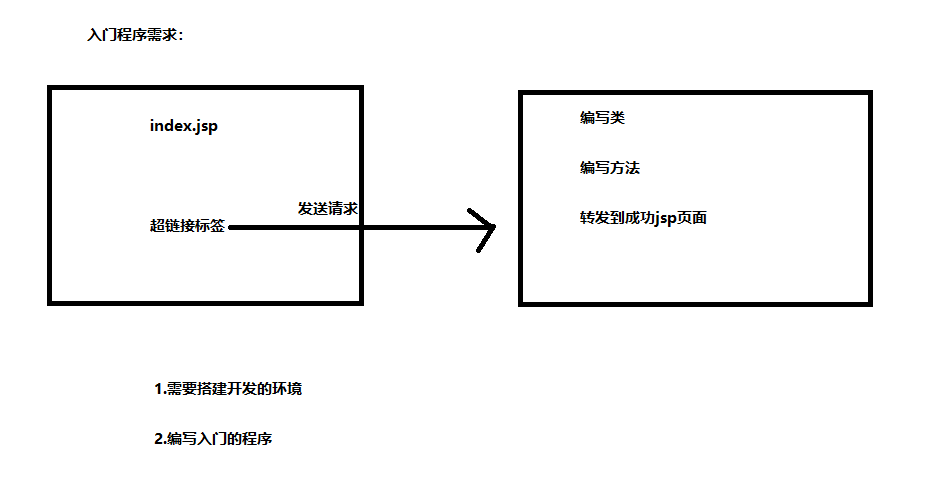 入门程序需求：
index.jsp
超链接标签
发送请求
编写类
编写方法
转发到成功jsp页面
1.需要搭建开发的环境
2.编写入门的程序